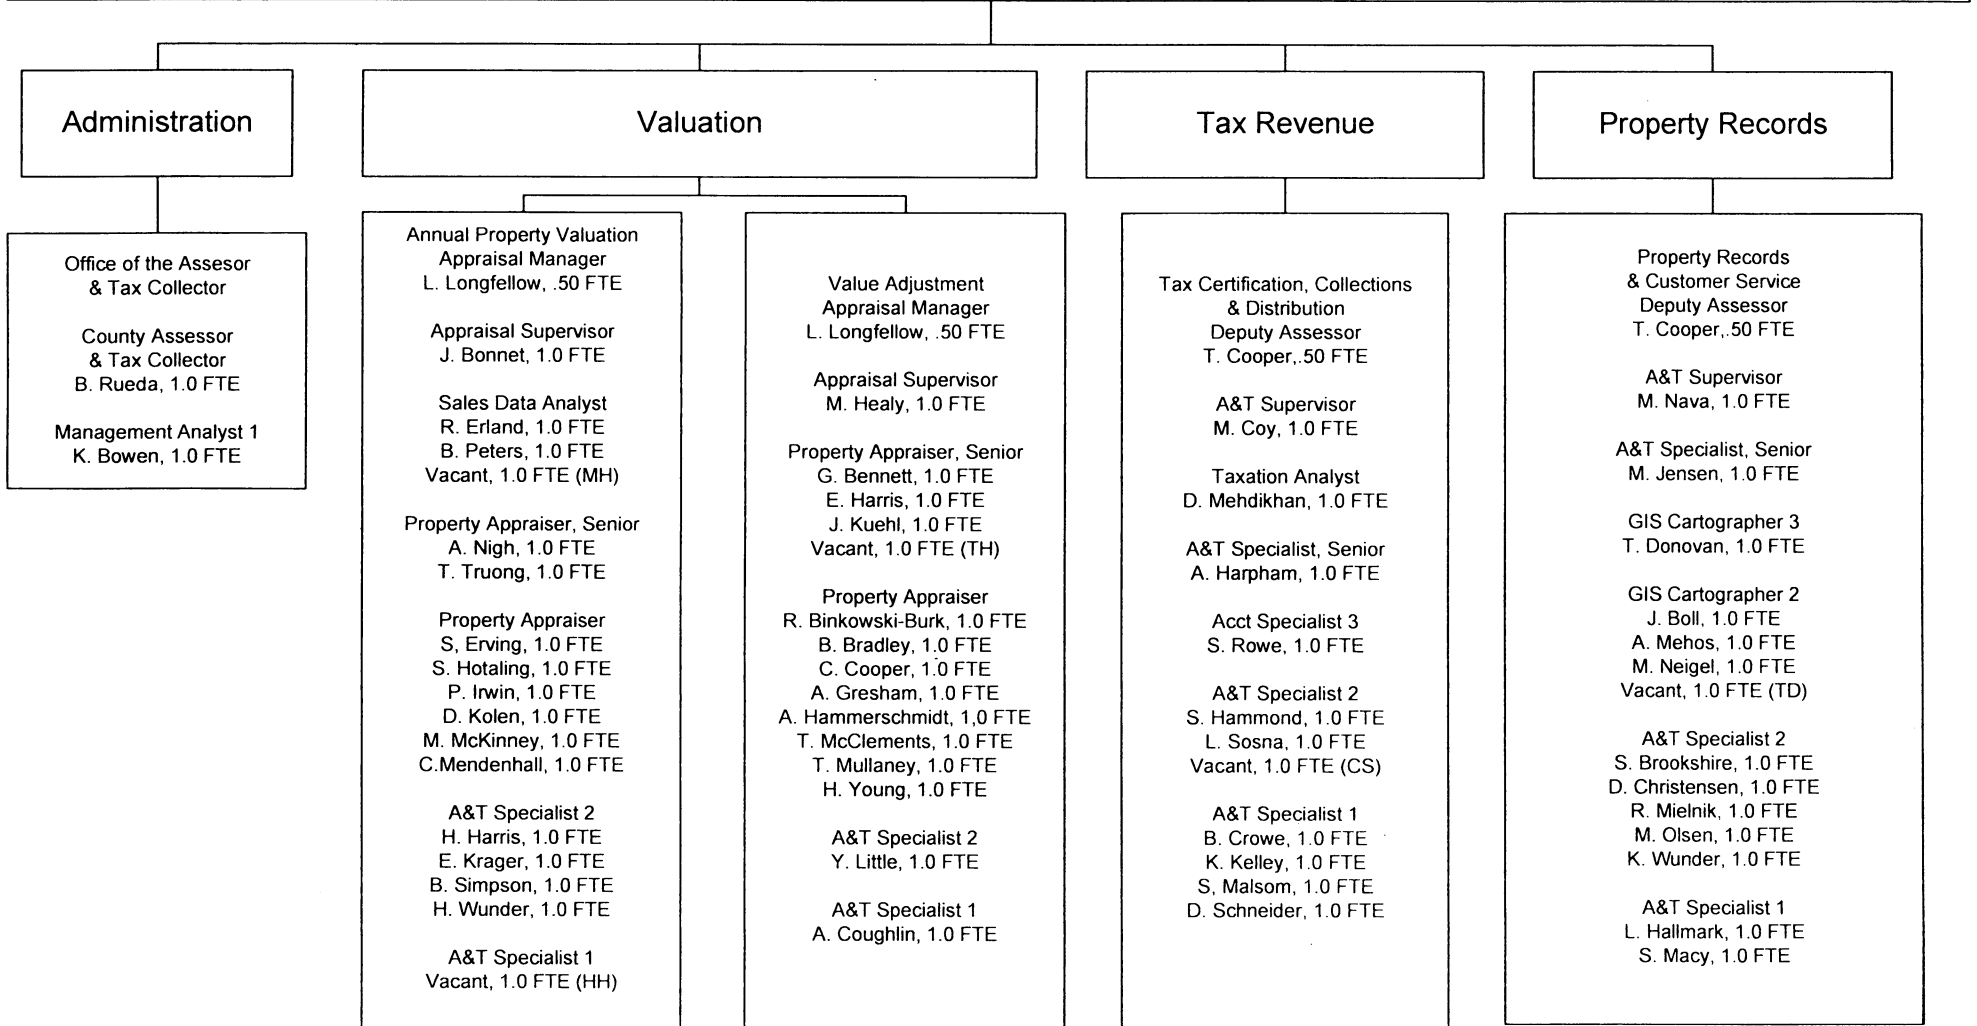 Administration
Valuation
Tax Revenue
Property Records
Office of the Assesor
& Tax Collector
County Assessor
& Tax Collector
B. Rueda, 1.0 FTE
Management Analyst 1
K. Bowen, 1.0 FTE
Annual Property Valuation
Appraisal Manager
L. Longfellow, .50 FTE
Appraisal Supervisor
J. Bonnet, 1.0 FTE
Sales Data Analyst
R. Erland, 1.0 FTE
B. Peters, 1.0 FTE
Vacant, 1.0 FTE (MH)
Property Appraiser, Senior
A. Nigh, 1.0 FTE
T. Truong, 1.0 FTE
Property Appraiser
S, Erving, 1.0 FTE
S. Hotaling, 1.0 FTE
P. Irwin, 1.0 FTE
D. Kolen, 1.0 FTE
M. McKinney, 1.0 FTE
C.Mendenhall, 1.0 FTE
A&T Specialist 2
H. Harris, 1.0 FTE
E. Krager, 1.0 FTE
B. Simpson, 1.0 FTE
H. Wunder, 1.0 FTE
A&T Specialist 1
Vacant, 1.0 FTE (HH)
Value Adjustment
Appraisal Manager
L. Longfellow, .50 FTE
Appraisal Supervisor
M. Healy, 1.0 FTE
Property Appraiser, Senior
G. Bennett, 1.0 FTE
E. Harris, 1.0 FTE
J. Kuehl, 1.0 FTE
Vacant, 1.0 FTE (TH)
Property Appraiser
R. Binkowski-Burk, 1.0 FTE
B. Bradley, 1.0 FTE
C. Cooper, 1.0 FTE
A. Gresham, 1.0 FTE
A. Hammerschmidt, 1,0 FTE
T. McClements, 1.0 FTE
T. Mullaney, 1.0 FTE
H. Young, 1.0 FTE
A&T Specialist 2
Y. Little, 1.0 FTE
A&T Specialist 1
A. Coughlin, 1.0 FTE
Tax Certification, Collections
& Distribution
Deputy Assessor
T. Cooper,.50 FTE
A&T Supervisor
M. Coy, 1.0 FTE
Taxation Analyst
D. Mehdikhan, 1.0 FTE
A&T Specialist, Senior
A. Harpham, 1.0 FTE
Acct Specialist 3
S. Rowe, 1.0 FTE
A&T Specialist 2
S. Hammond, 1.0 FTE
L. Sosna, 1.0 FTE
Vacant, 1.0 FTE (CS)
A&T Specialist 1
B. Crowe, 1.0 FTE
K. Kelley, 1.0 FTE
S, Malsom, 1.0 FTE
D. Schneider, 1.0 FTE
Property Records
& Customer Service
Deputy Assessor
T. Cooper,.50 FTE
A&T Supervisor
M. Nava, 1.0 FTE
A&T Specialist, Senior
M. Jensen, 1.0 FTE
GIS Cartographer 3
T. Donovan, 1.0 FTE
GIS Cartographer 2
J. Boll, 1.0 FTE
A. Mehos, 1.0 FTE
M. Neigel, 1.0 FTE
Vacant, 1.0 FTE (TD)
A&T Specialist 2
S. Brookshire, 1.0 FTE
D. Christensen, 1.0 FTE
R. Mielnik, 1.0 FTE
M. Olsen, 1.0 FTE
K. Wunder, 1.0 FTE
A&T Specialist 1
L. Hallmark, 1.0 FTE
S. Macy, 1.0 FTE